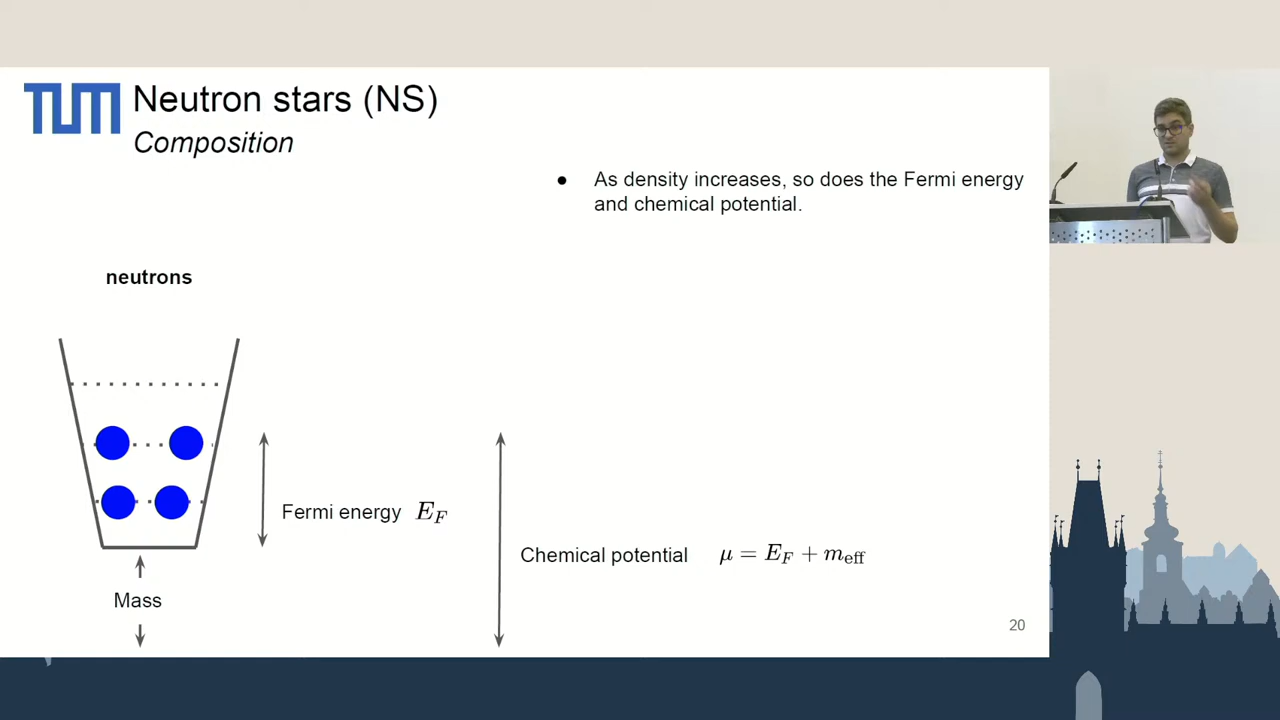 TUM
Neutron stars (NS)
Composition
● As density increases, so does the Fermi energy
and chemical potential.
neutrons
Fermi energy E_F
Chemical potential μ = E_F + m_eff
Mass
20